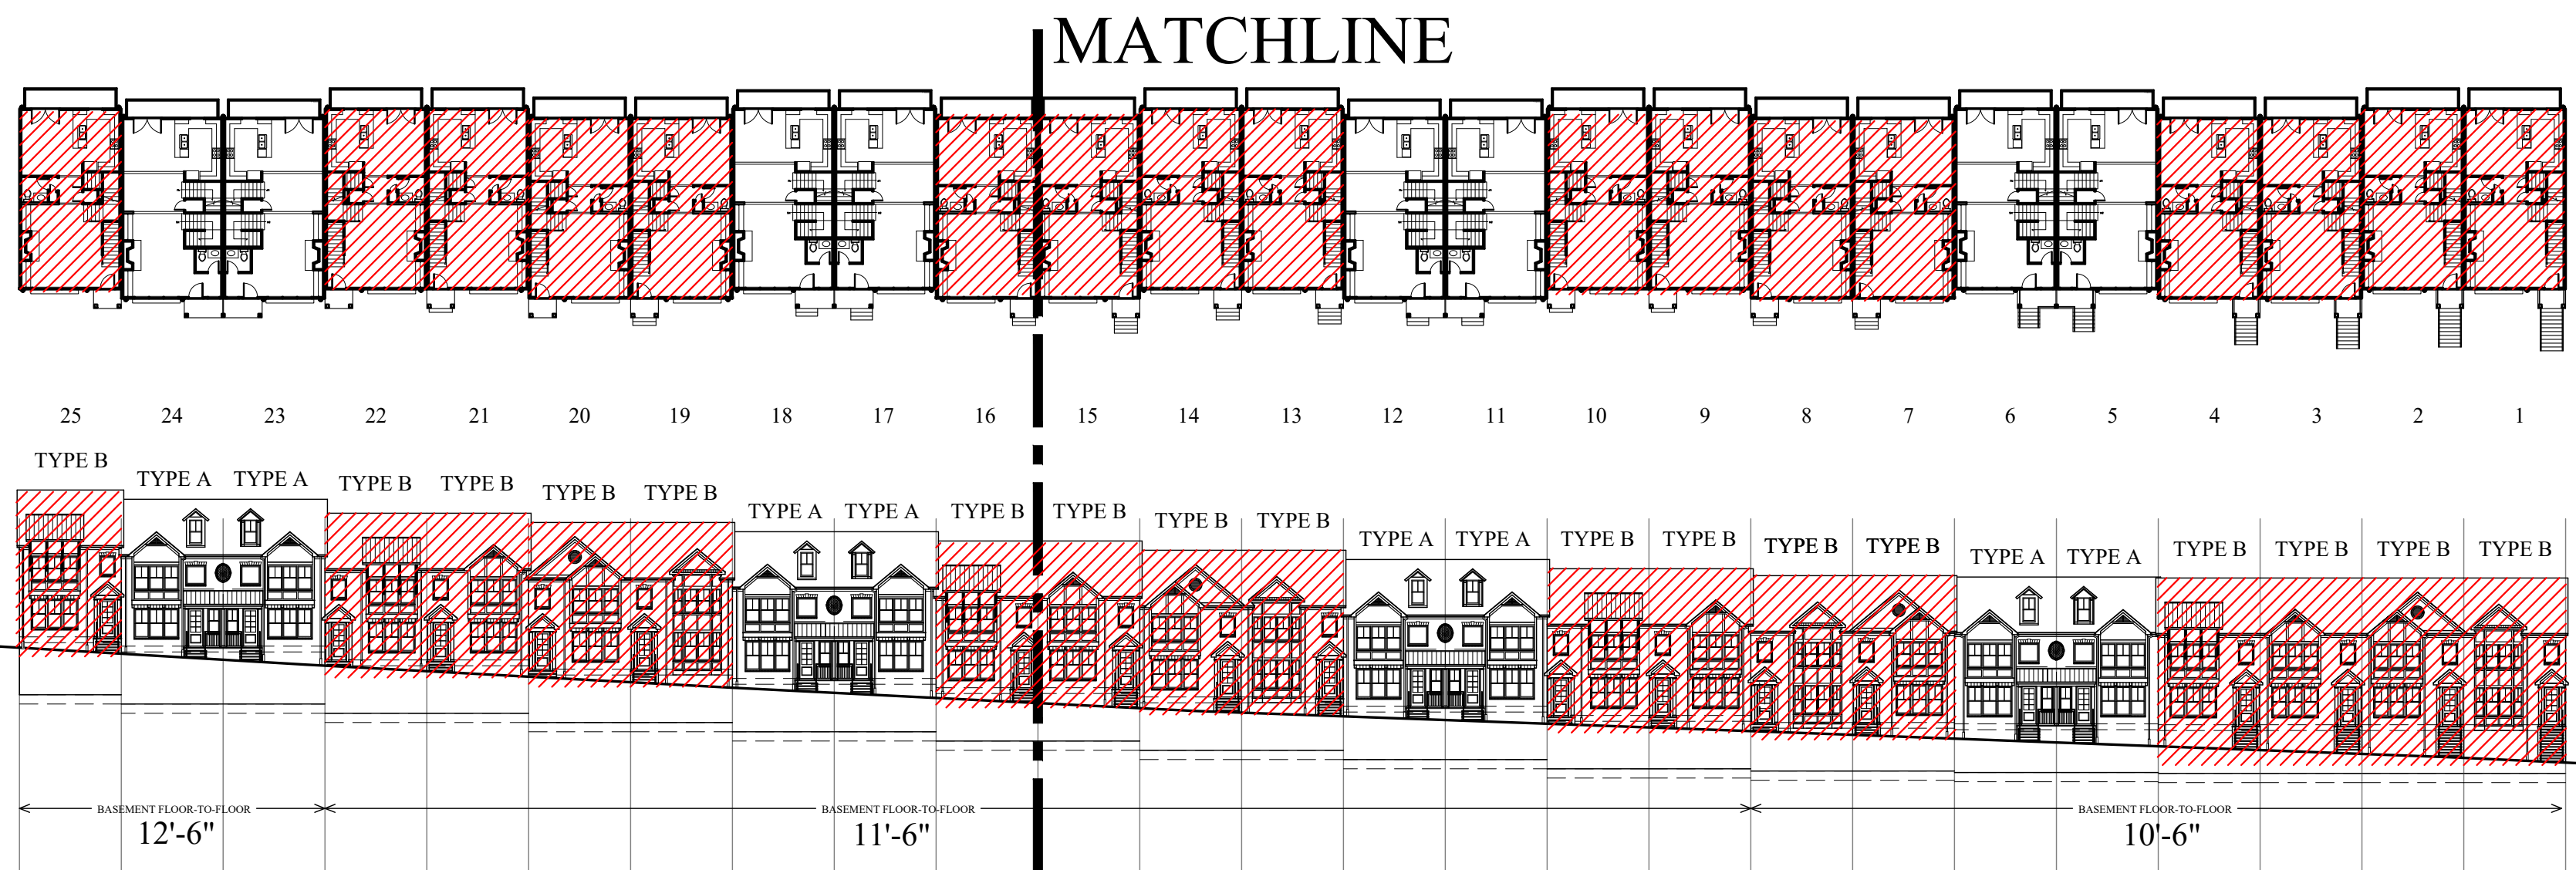 MATCHLINE
25 24 23 22 21 20 19 18 17 16 15 14 13 12 11 10 9 8 7 6 5 4 3 2 1
TYPE B TYPE A TYPE A TYPE B TYPE B TYPE B TYPE B TYPE A TYPE A TYPE B TYPE B TYPE B TYPE B TYPE A TYPE A TYPE B TYPE B TYPE B TYPE B TYPE A TYPE A TYPE B TYPE B TYPE B TYPE B
BASEMENT FLOOR-TO-FLOOR BASEMENT FLOOR-TO-FLOOR BASEMENT FLOOR-TO-FLOOR
12'-6" 11'-6" 10'-6"